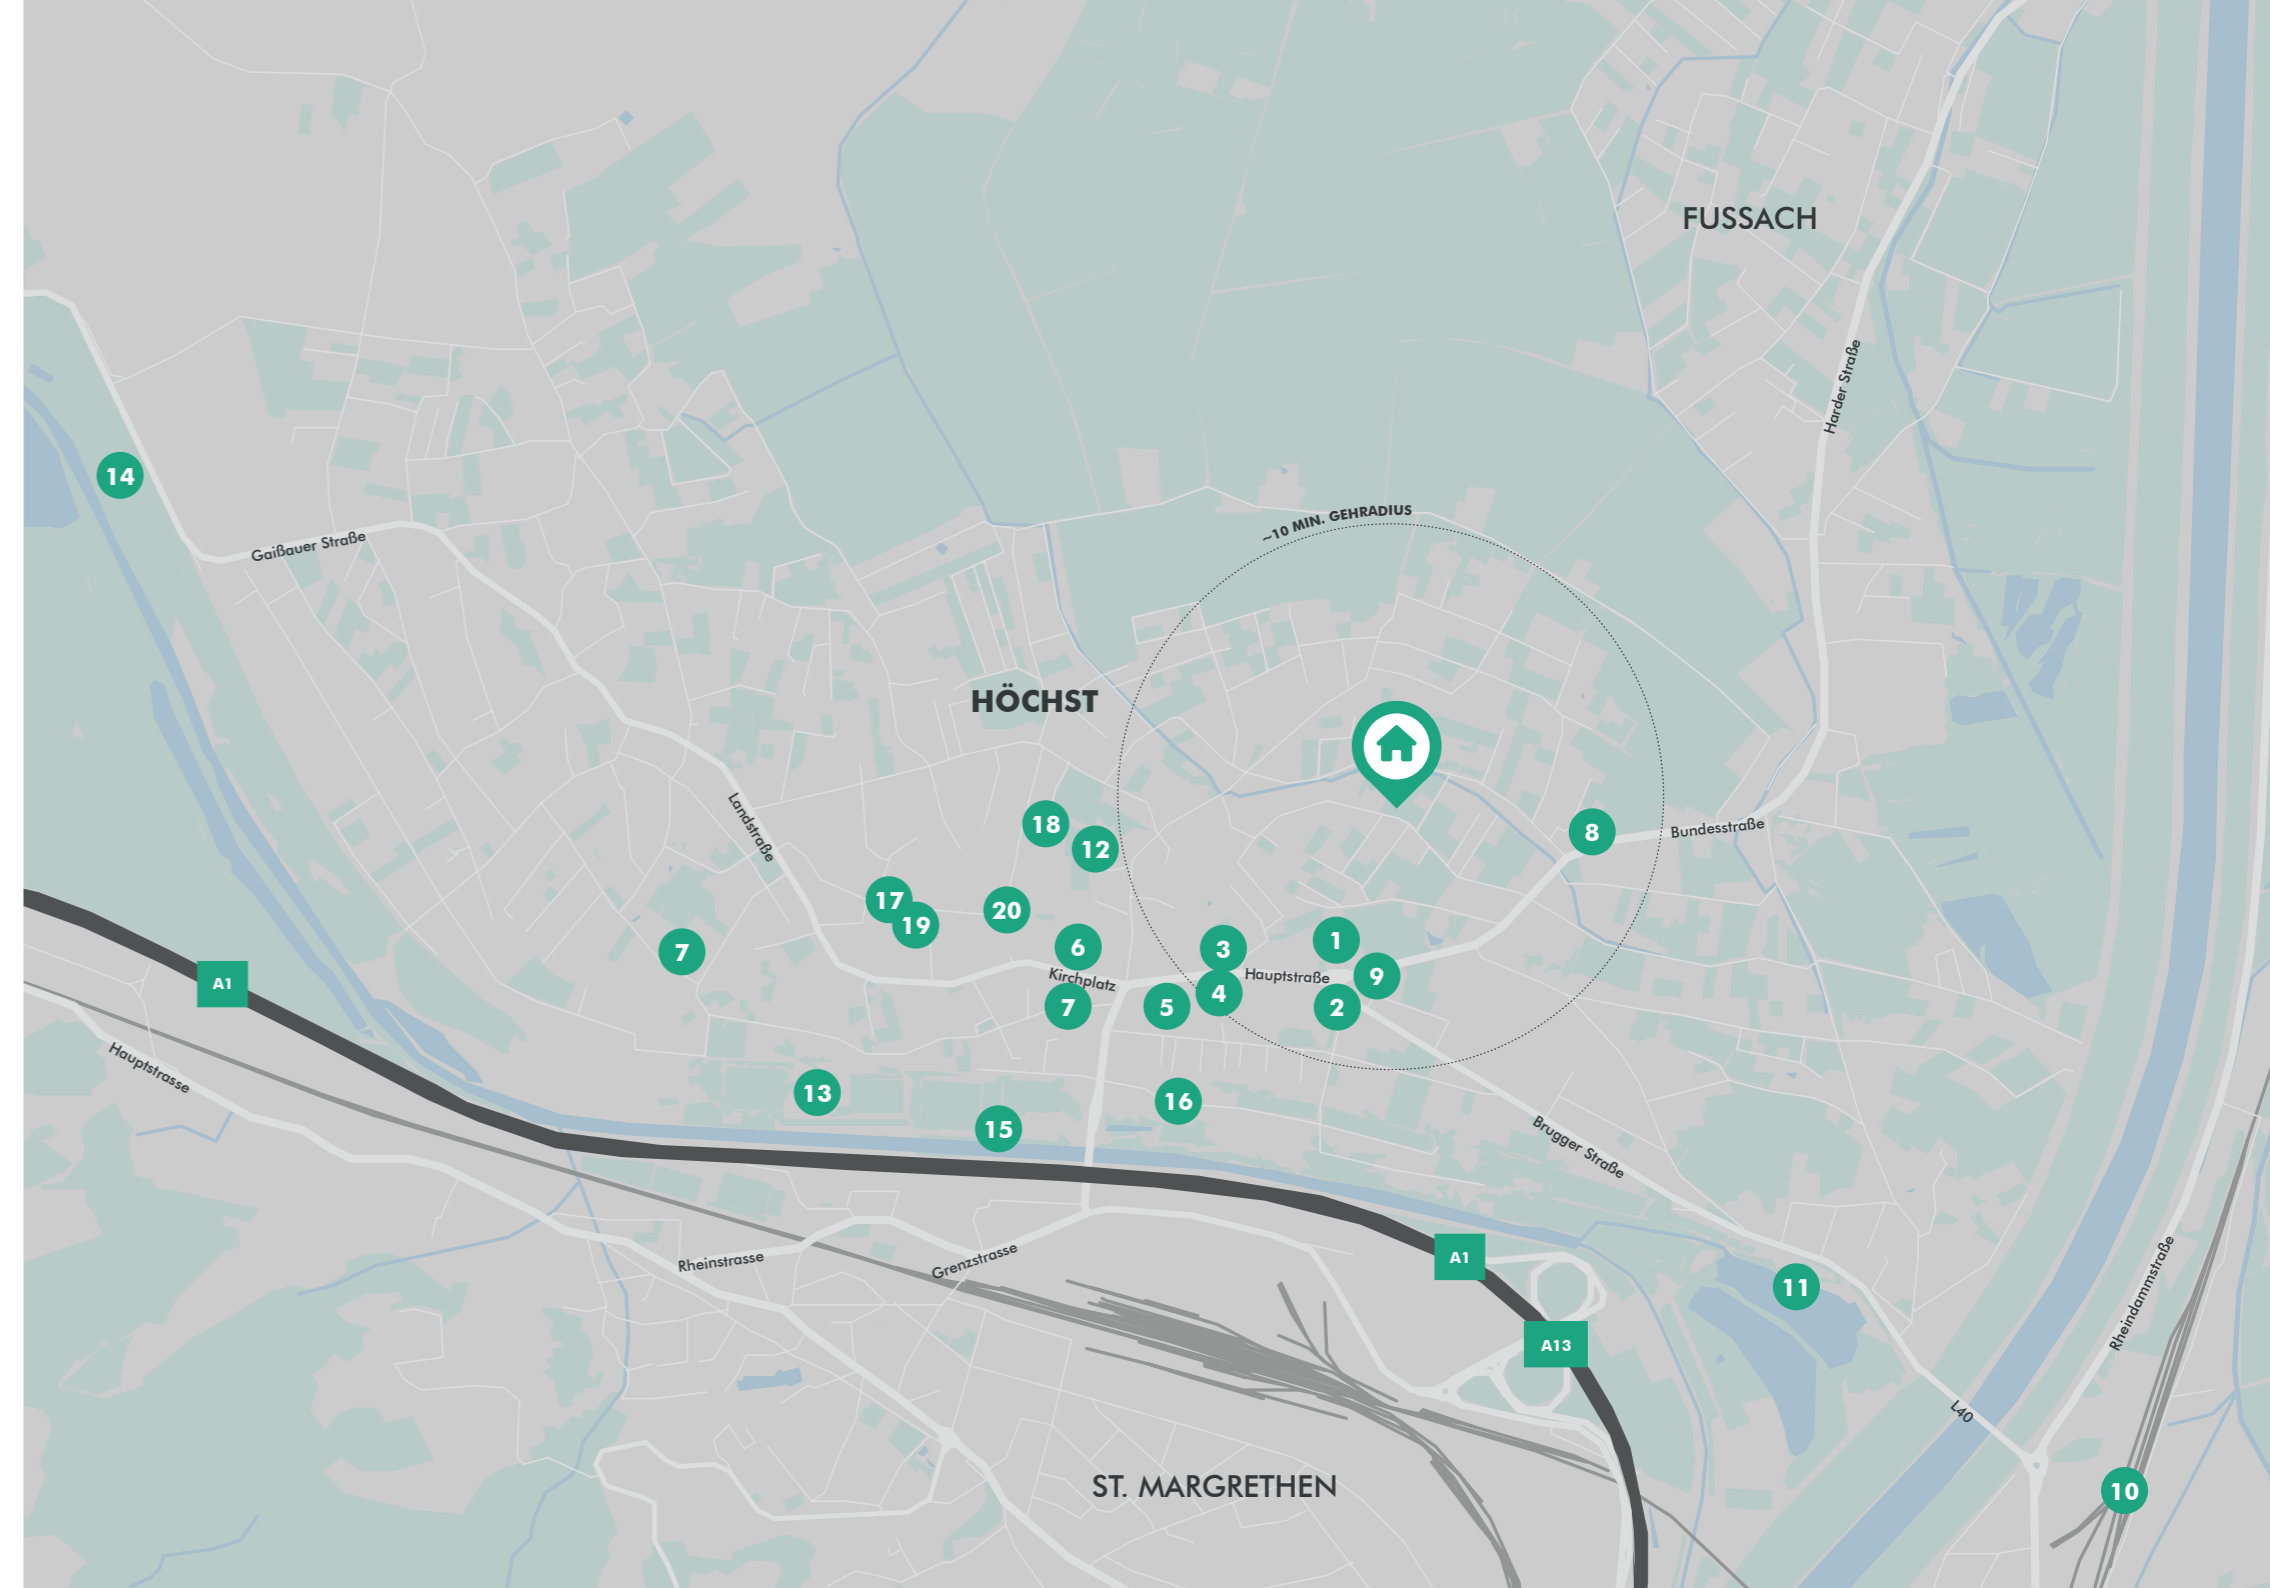 FUSSACH
Harder Straße
14
~10 MIN. GEHRADIUS
Gaißauer Straße
HÖCHST
Landstraße
18
12
8
Bundesstraße
17
19
20
7
6
3
1
Kirchplatz
Hauptstraße
9
A1
7
5
4
2
Hauptstrasse
13
16
15
Brugger Straße
Rheinstrasse
Grenzstrasse
A1
11
Rheindammstraße
A13
L40
ST. MARGRETHEN
10